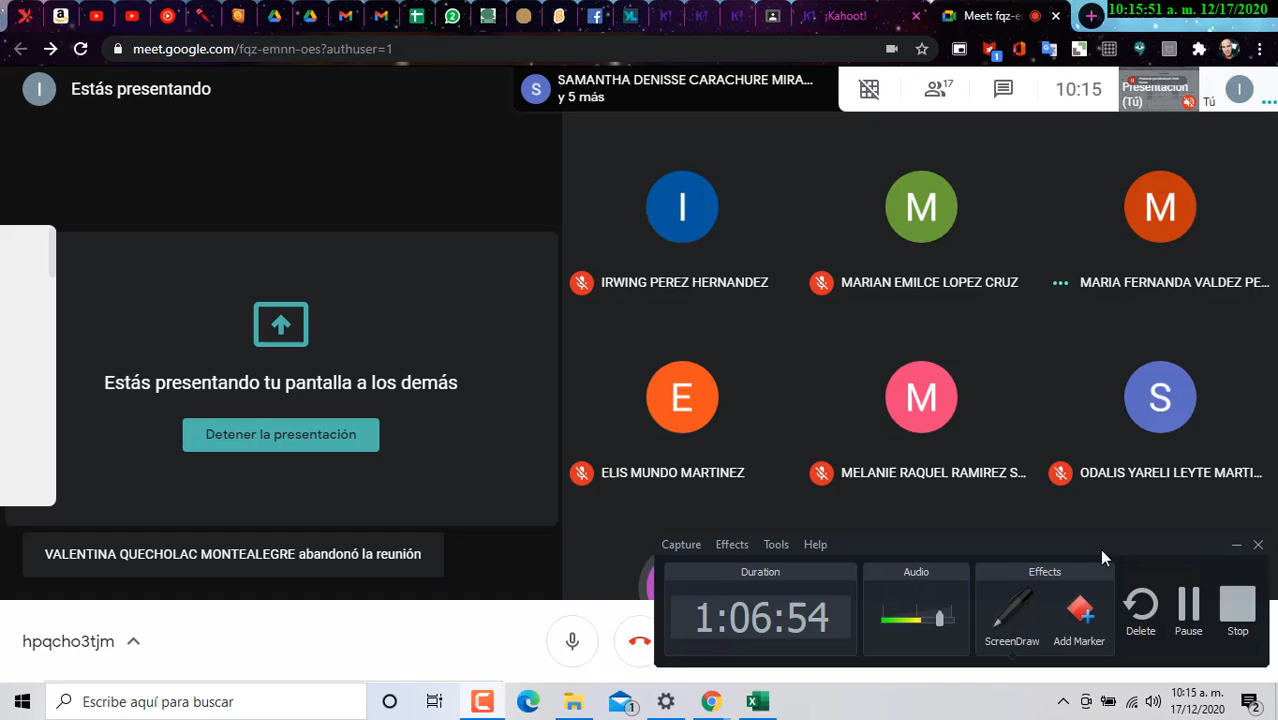 ¡Kahoot!
Meet: fqz-e
10:15:51 a. m. 12/17/2020
meet.google.com/fqz-emnn-oes?authuser=1
1
I
Estás presentando
S
SAMANTHA DENISSE CARACHURE MIRA...
y 5 más
17
10:15
Presentación
(Tú)
Tú
I
I
M
M
IRWING PEREZ HERNANDEZ
MARIAN EMILCE LOPEZ CRUZ
MARIA FERNANDA VALDEZ PE...
Estás presentando tu pantalla a los demás
Detener la presentación
E
M
S
ELIS MUNDO MARTINEZ
MELANIE RAQUEL RAMIREZ S...
ODALIS YARELI LEYTE MARTI...
VALENTINA QUECHOLAC MONTEALEGRE abandonó la reunión
Capture
Effects
Tools
Help
Duration
Audio
Effects
1:06:54
ScreenDraw
Add Marker
Delete
Pause
Stop
hpqcho3tjm
Escribe aquí para buscar
1
10:15 a. m.
17/12/2020
2